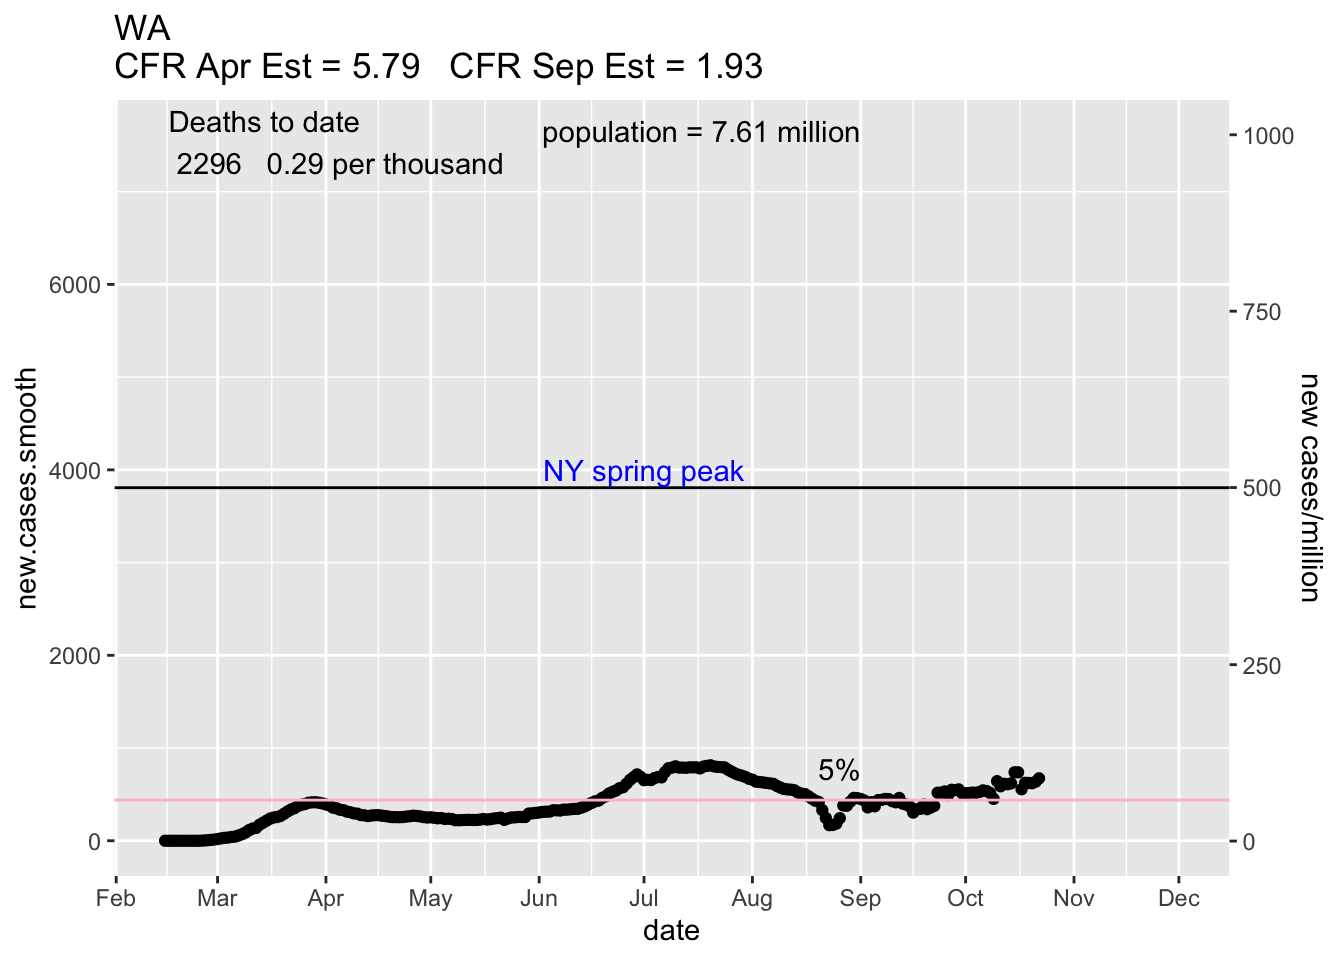 WA
CFR Apr Est = 5.79   CFR Sep Est = 1.93
Deaths to date
2296   0.29 per thousand
population = 7.61 million
1000
6000
750
new.cases.smooth
new cases/million
NY spring peak
4000
500
2000
250
5%
0
0
Feb Mar Apr May Jun Jul Aug Sep Oct Nov Dec
date